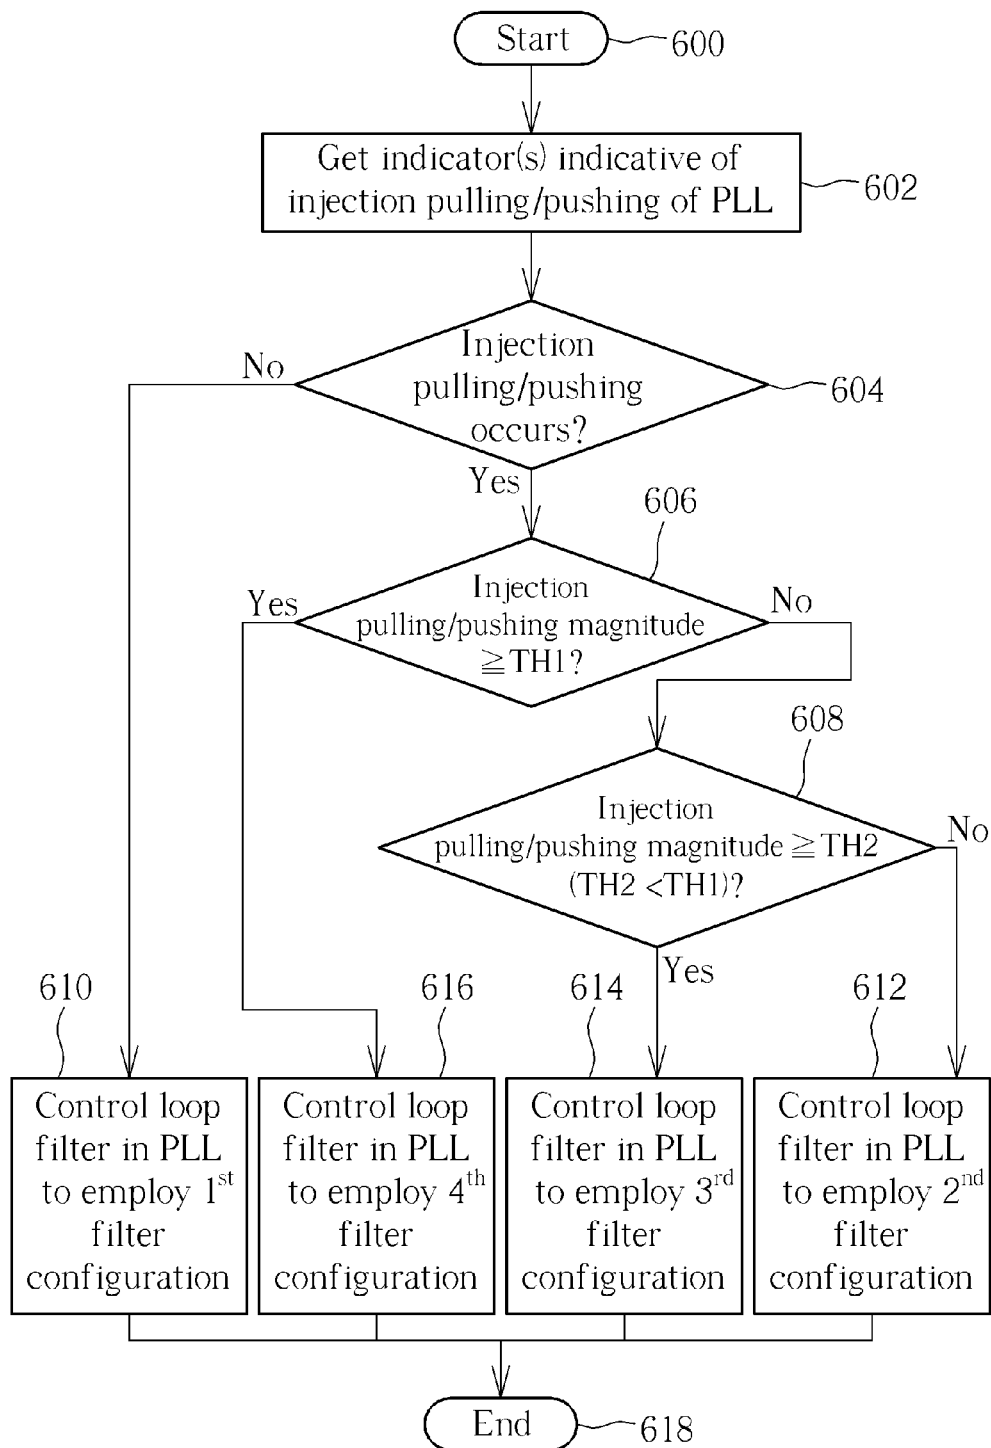 Start
600
Get indicator(s) indicative of
injection pulling/pushing of PLL
602
Injection
pulling/pushing
occurs?
604
No
Yes
606
Injection
pulling/pushing magnitude
≧TH1?
Yes
No
608
Injection
pulling/pushing magnitude ≧TH2
(TH2 <TH1)?
No
Yes
610
Control loop
filter in PLL
to employ 1st
filter
configuration
616
Control loop
filter in PLL
to employ 4th
filter
configuration
614
Control loop
filter in PLL
to employ 3rd
filter
configuration
612
Control loop
filter in PLL
to employ 2nd
filter
configuration
End
618